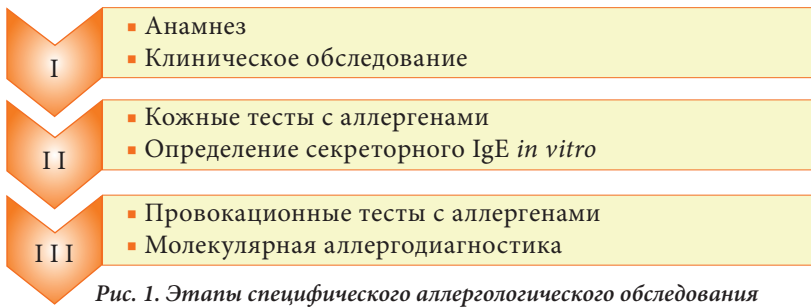 I
▪ Анамнез
▪ Клиническое обследование
II
▪ Кожные тесты с аллергенами
▪ Определение секреторного IgE in vitro
III
▪ Провокационные тесты с аллергенами
▪ Молекулярная аллергодиагностика
Рис. 1. Этапы специфического аллергологического обследования